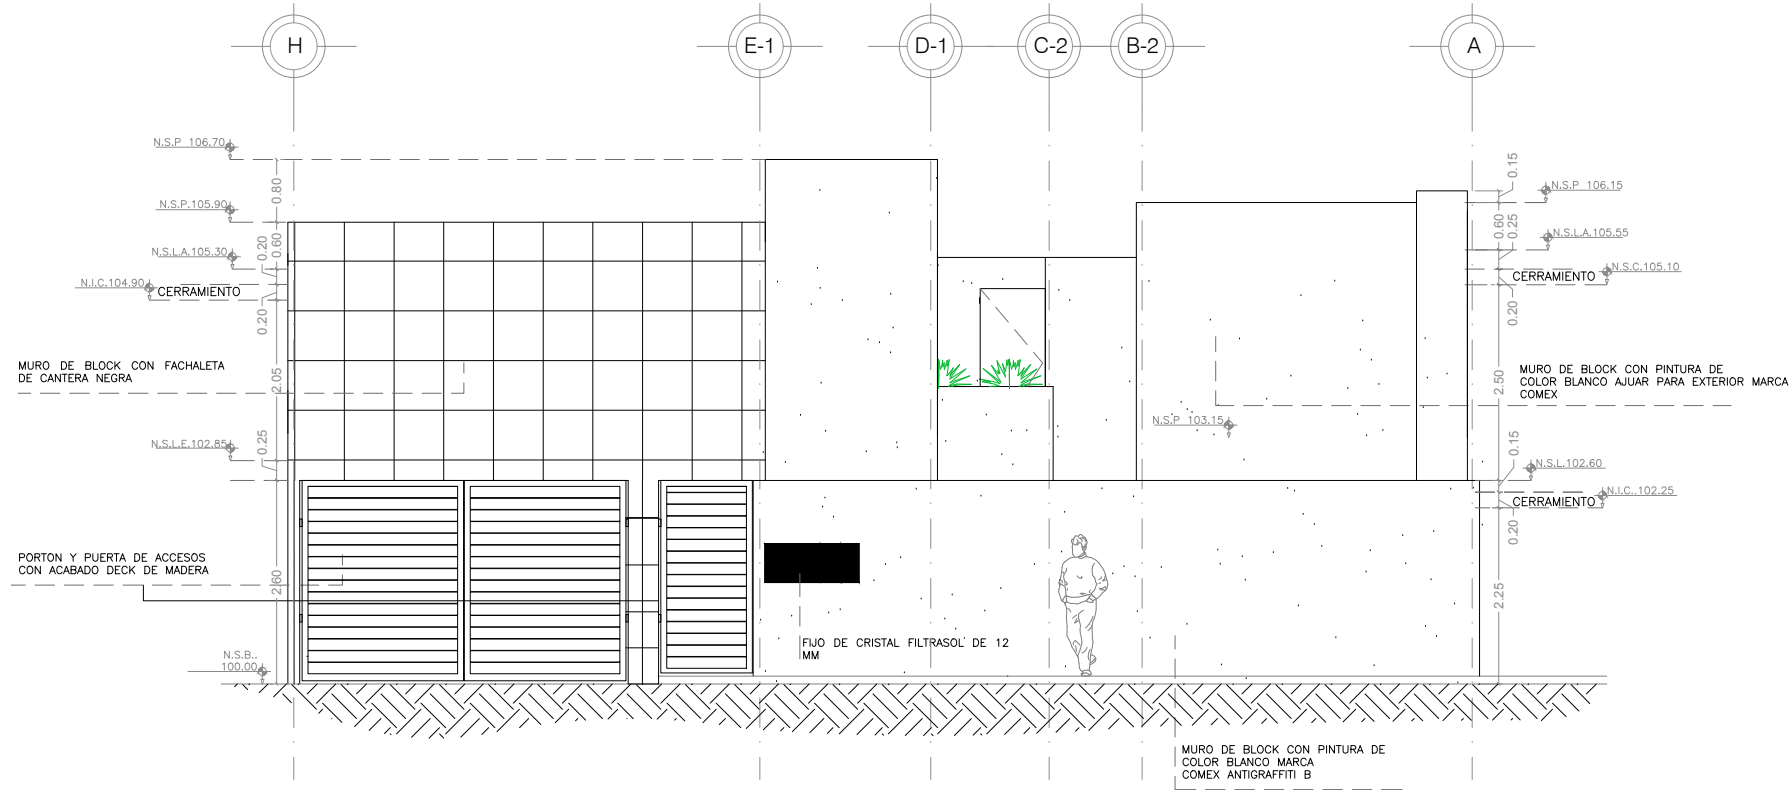 H
E-1
D-1
C-2
B-2
A
N.S.P 106.70
0.80
N.S.P.105.90
0.20
0.60
N.S.L.A.105.30
N.I.C.104.90
CERRAMIENTO
0.20
MURO DE BLOCK CON FACHALETA
DE CANTERA NEGRA
2.05
N.S.L.E.102.85
0.25
PORTON Y PUERTA DE ACCESOS
CON ACABADO DECK DE MADERA
2.60
N.S.B..
100.00
FIJO DE CRISTAL FILTRASOL DE 12
MM
N.S.P 103.15
0.15
N.S.P 106.15
0.60
0.25
N.S.L.A.105.55
N.S.C.105.10
CERRAMIENTO
0.20
MURO DE BLOCK CON PINTURA DE
COLOR BLANCO AJUAR PARA EXTERIOR MARCA
COMEX
2.50
0.15
N.S.L.102.60
N.I.C..102.25
CERRAMIENTO
0.20
2.25
MURO DE BLOCK CON PINTURA DE
COLOR BLANCO MARCA
COMEX ANTIGRAFFITI B